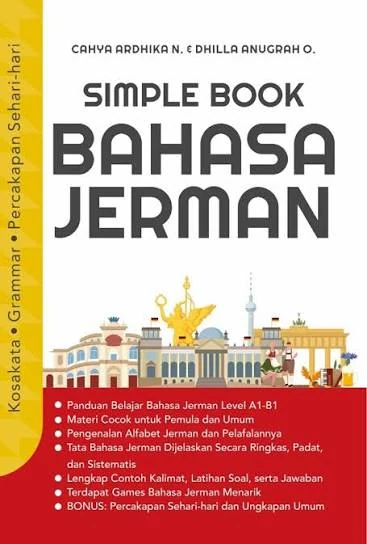 CAHYA ARDHIKA N. & DHILLA ANUGRAH O.
SIMPLE BOOK
BAHASA
JERMAN
Kosakata • Grammar • Percakapan Sehari-hari
• Panduan Belajar Bahasa Jerman Level A1-B1
• Materi Cocok untuk Pemula dan Umum
• Pengenalan Alfabet Jerman dan Pelafalannya
• Tata Bahasa Jerman Dijelaskan Secara Ringkas, Padat,
dan Sistematis
• Lengkap Contoh Kalimat, Latihan Soal, serta Jawaban
• Terdapat Games Bahasa Jerman Menarik
• BONUS: Percakapan Sehari-hari dan Ungkapan Umum